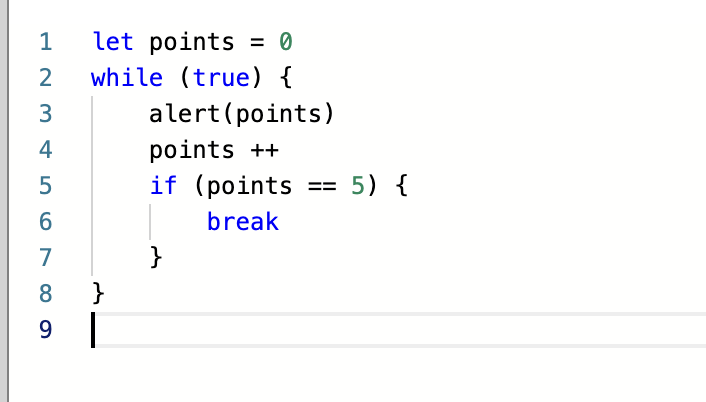 1 let points = 0
2 while (true) {
3     alert(points)
4     points ++
5     if (points == 5) {
6         break
7     }
8 }
9